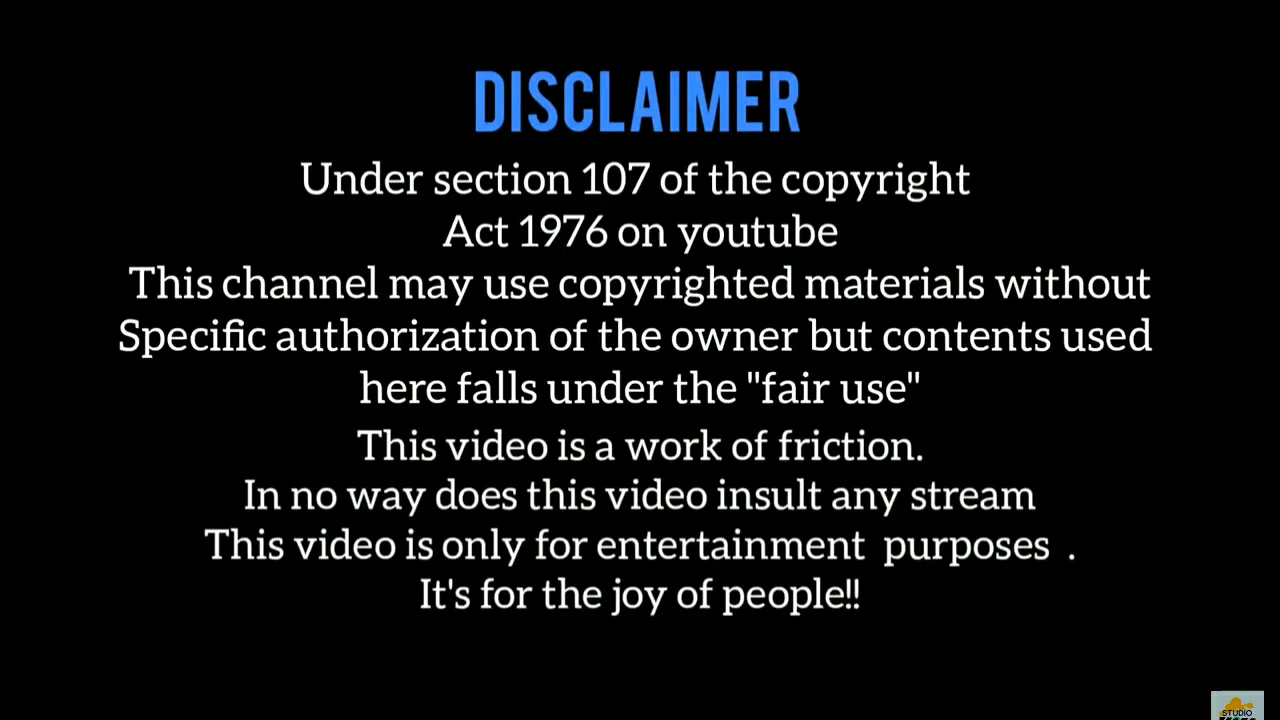 DISCLAIMER
Under section 107 of the copyright
Act 1976 on youtube
This channel may use copyrighted materials without
Specific authorization of the owner but contents used
here falls under the "fair use"
This video is a work of friction.
In no way does this video insult any stream
This video is only for entertainment purposes .
It's for the joy of people!!
STUDIO